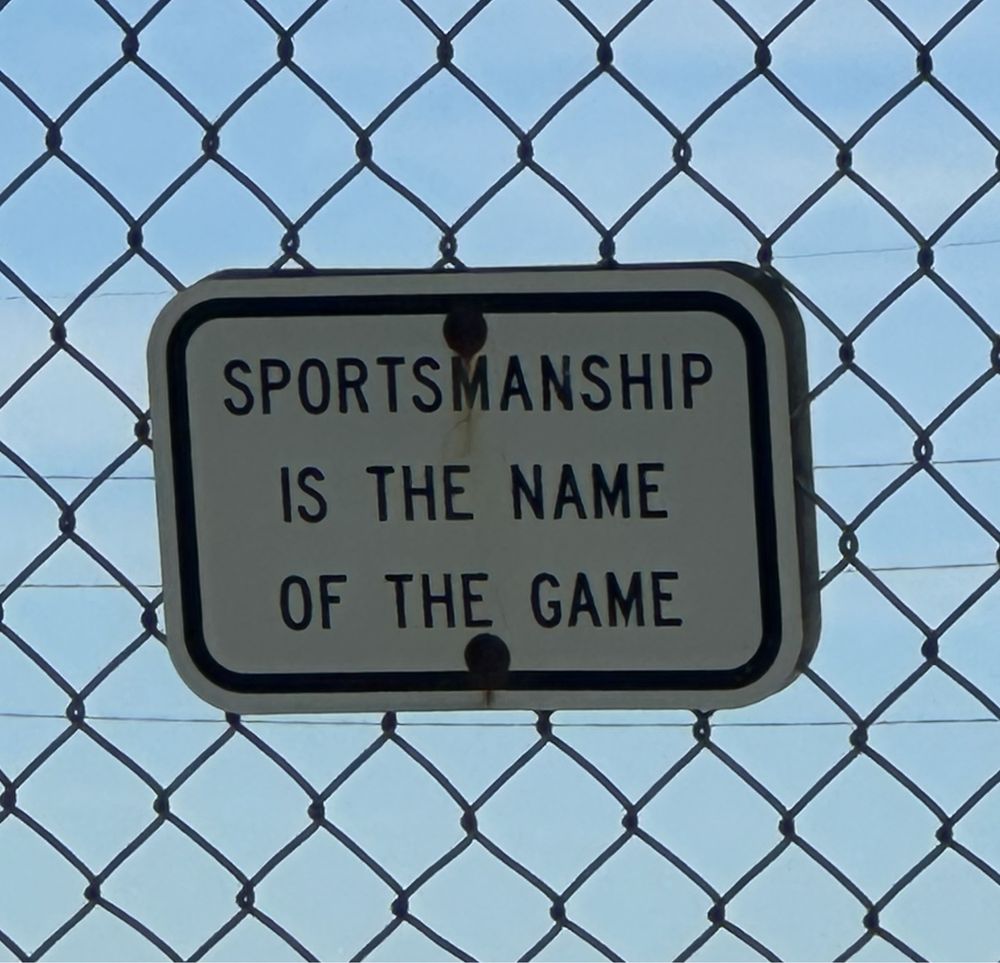 SPORTSMANSHIP
IS THE NAME
OF THE GAME